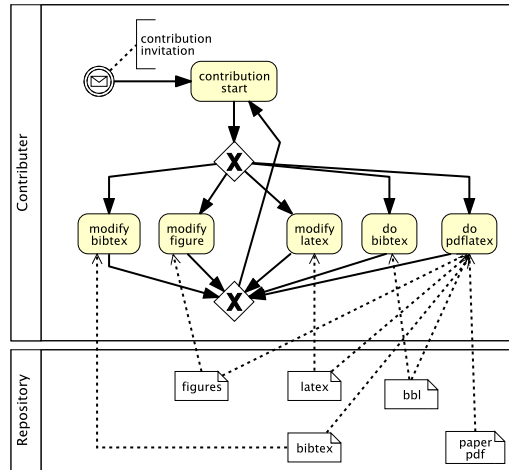 contribution
invitation
contribution
start
Contributer
X
modify
bibtex
modify
figure
modify
latex
do
bibtex
do
pdflatex
X
Repository
figures
latex
bbl
bibtex
paper
pdf